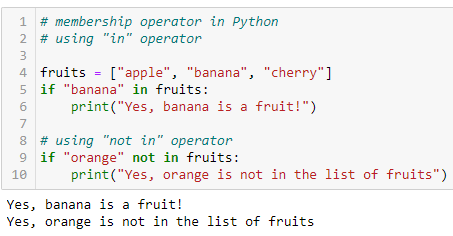 1 # membership operator in Python
2 # using "in" operator
3
4 fruits = ["apple", "banana", "cherry"]
5 if "banana" in fruits:
6     print("Yes, banana is a fruit!")
7
8 # using "not in" operator
9 if "orange" not in fruits:
10     print("Yes, orange is not in the list of fruits")
Yes, banana is a fruit!
Yes, orange is not in the list of fruits